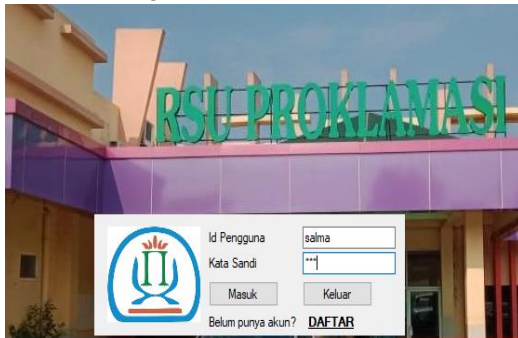 RSU PROKLAMASI
Id Pengguna salma
Kata Sandi ***
Masuk Keluar
Belum punya akun? DAFTAR